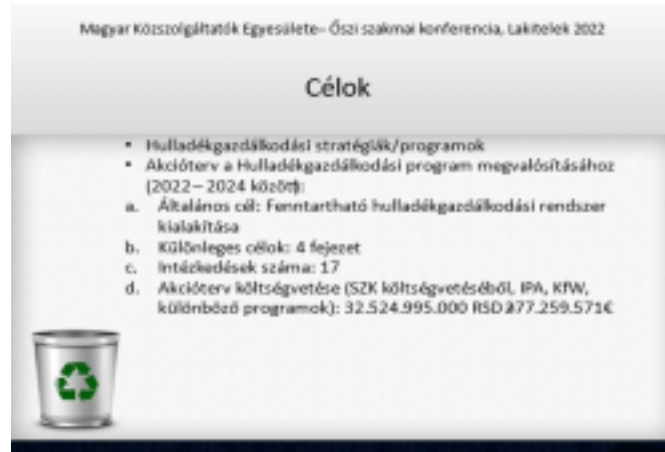 Magyar Közszolgáltatók Egyesülete– Őszi szakmai konferencia, Lakitelek 2022
Célok
• Hulladékgazdálkodási stratégiák/programok
• Akcióterv a Hulladékgazdálkodási program megvalósításához
(2022– 2024 között):
a. Általános cél: Fenntartható hulladékgazdálkodási rendszer
kialakítása
b. Különleges célok: 4 fejezet
c. Intézkedések száma: 17
d. Akcióterv költségvetése (SZK költségvetéséből, IPA, KfW,
különböző programok): 32.524.995.000 RSD 277.259.571€